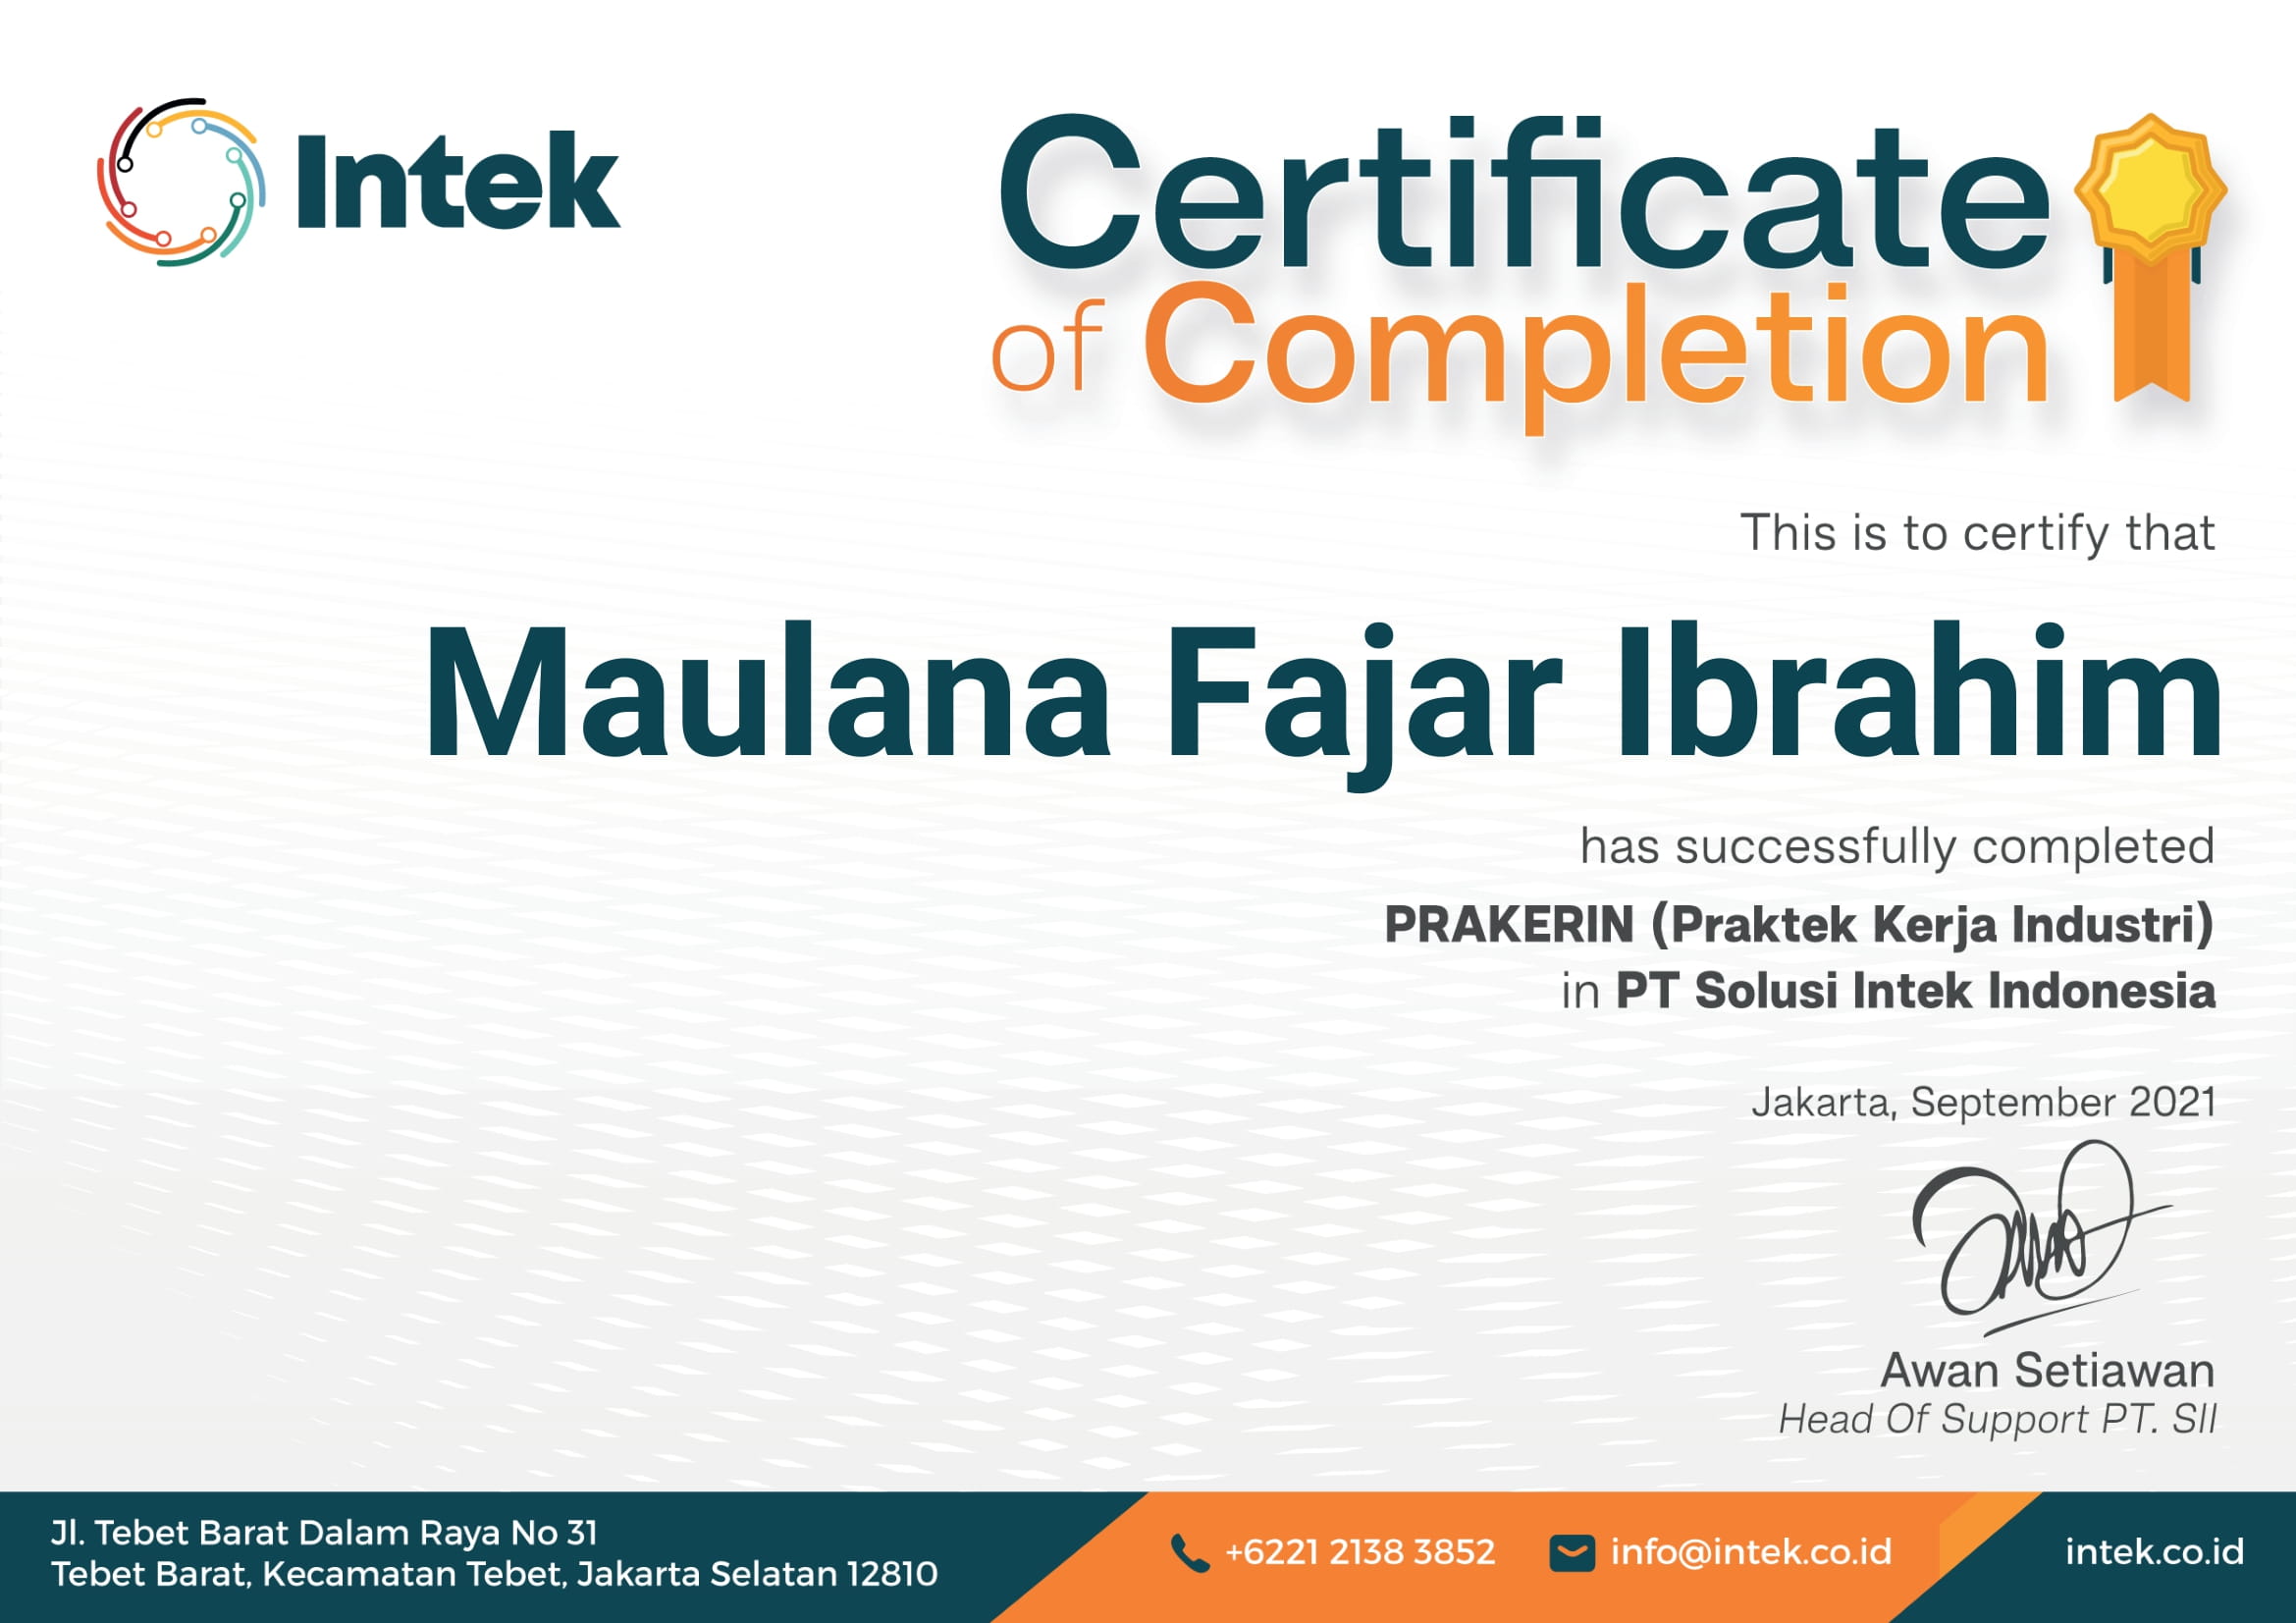 Intek
Certificate
of Completion
This is to certify that
Maulana Fajar Ibrahim
has successfully completed
PRAKERIN (Praktek Kerja Industri)
in PT Solusi Intek Indonesia
Jakarta, September 2021
Awan Setiawan
Head Of Support PT. SII
Jl. Tebet Barat Dalam Raya No 31
Tebet Barat, Kecamatan Tebet, Jakarta Selatan 12810
+6221 2138 3852
info@intek.co.id
intek.co.id